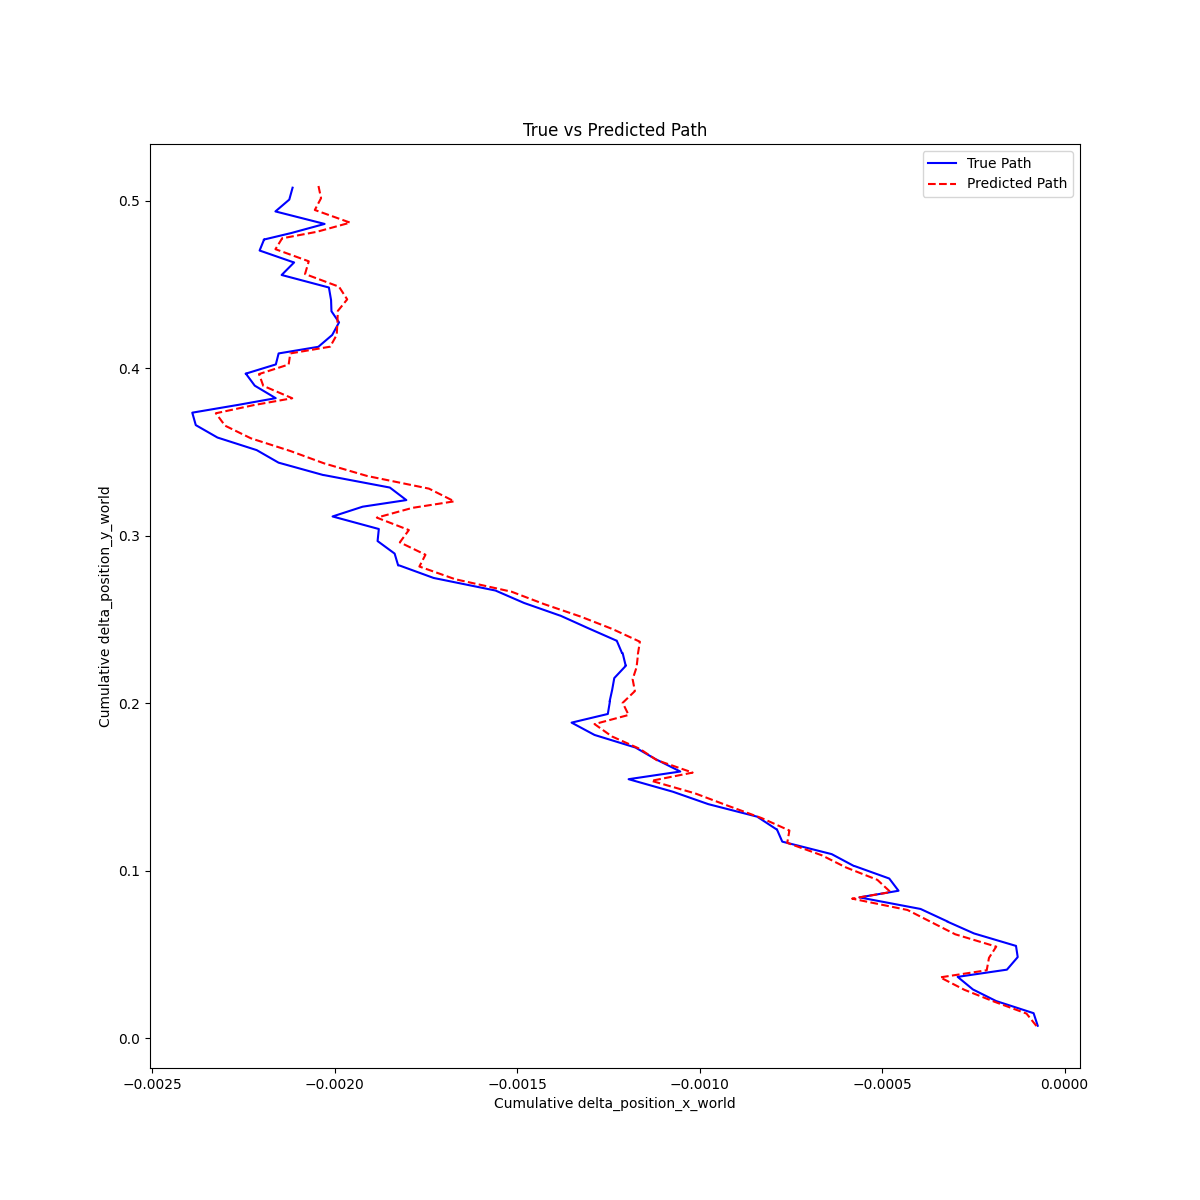 True vs Predicted Path
True Path
Predicted Path
0.5
0.4
0.3
0.2
0.1
0.0
Cumulative delta_position_y_world
−0.0025
−0.0020
−0.0015
−0.0010
−0.0005
0.0000
Cumulative delta_position_x_world